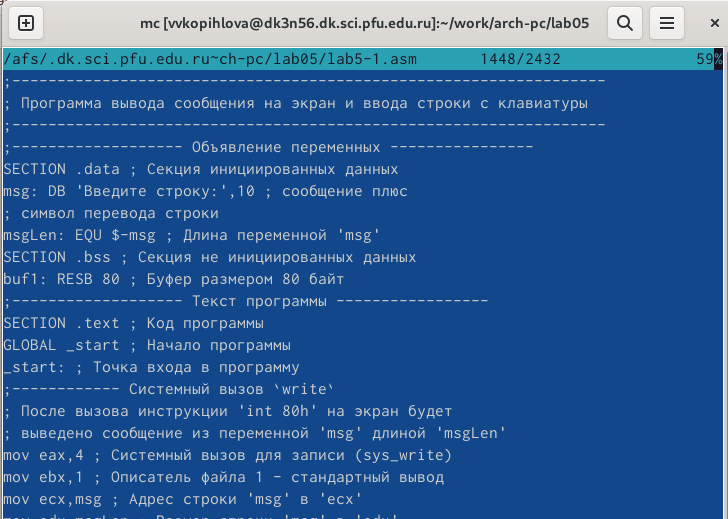 mc [vvkopihlova@dk3n56.dk.sci.pfu.edu.ru]:~/work/arch-pc/lab05
/afs/.dk.sci.pfu.edu.ru~ch-pc/lab05/lab5-1.asm 1448/2432 59%
;------------------------------------------------------------------
; Программа вывода сообщения на экран и ввода строки с клавиатуры
;------------------------------------------------------------------
;------------------- Объявление переменных ----------------
SECTION .data ; Секция инициированных данных
msg: DB 'Введите строку:',10 ; сообщение плюс
; символ перевода строки
msgLen: EQU $-msg ; Длина переменной 'msg'
SECTION .bss ; Секция не инициированных данных
buf1: RESB 80 ; Буфер размером 80 байт
;------------------- Текст программы -----------------
SECTION .text ; Код программы
GLOBAL _start ; Начало программы
_start: ; Точка входа в программу
;------------ Системный вызов `write`
; После вызова инструкции 'int 80h' на экран будет
; выведено сообщение из переменной 'msg' длиной 'msgLen'
mov eax,4 ; Системный вызов для записи (sys_write)
mov ebx,1 ; Описатель файла 1 - стандартный вывод
mov ecx,msg ; Адрес строки 'msg' в 'ecx'